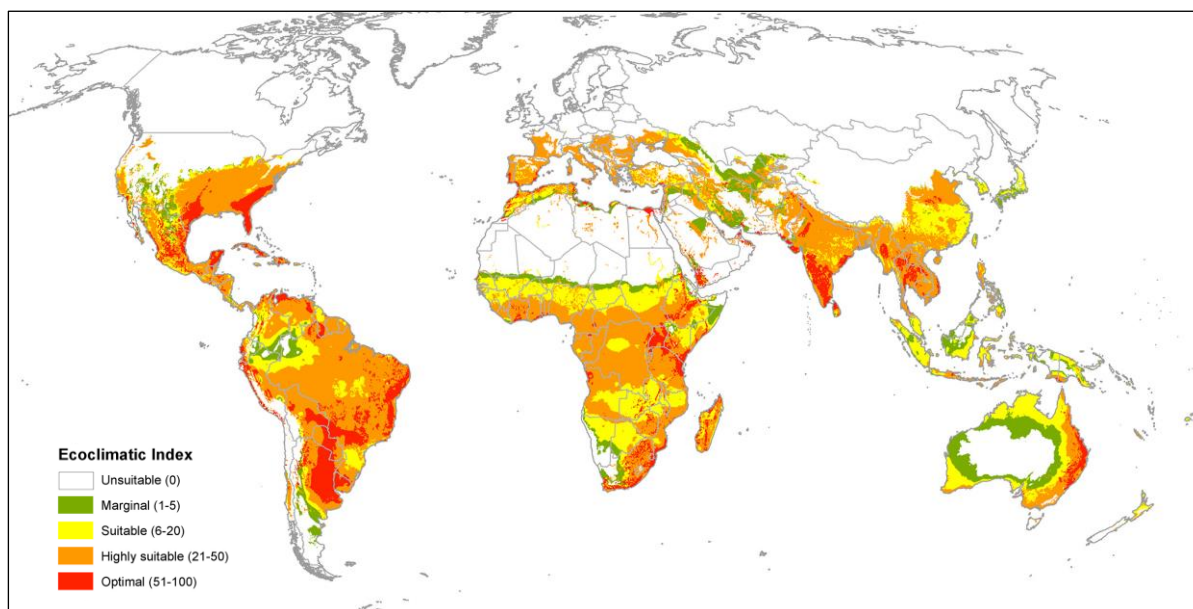 Ecoclimatic Index
Unsuitable (0)
Marginal (1-5)
Suitable (6-20)
Highly suitable (21-50)
Optimal (51-100)